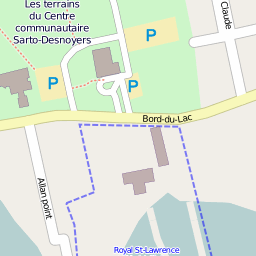 Les terrains
du Centre
communautaire
Sarto-Desnoyers
Claude
P
P
P
Bord-du-Lac
Allan point
Royal St-Lawrence